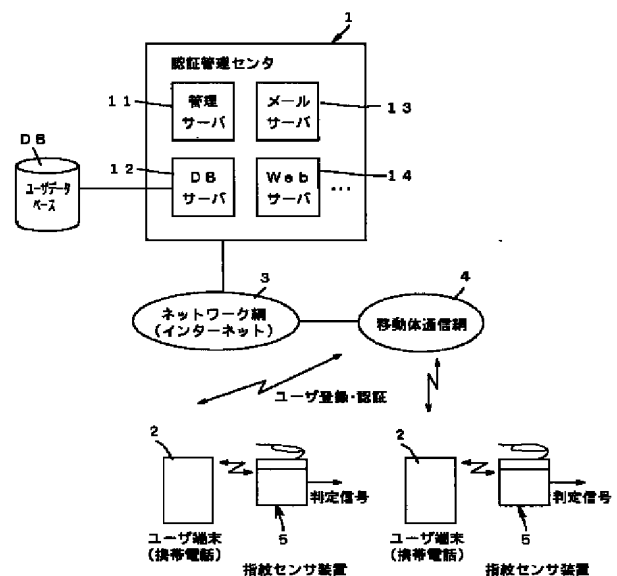 1
認証管理センタ
11
管理
サーバ
メール
サーバ
13
DB
ユーザデータ
ベース
12
DB
サーバ
Web
サーバ
14
...
3
ネットワーク網
(インターネット)
4
移動体通信網
ユーザ登録・認証
2
判定信号
ユーザ端末
(携帯電話)
5
指紋センサ装置
2
判定信号
ユーザ端末
(携帯電話)
5
指紋センサ装置